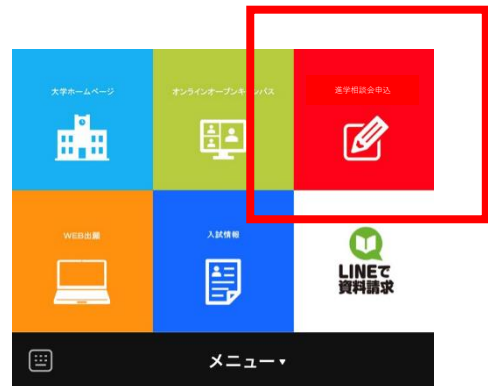 大学ホームページ
オンラインオープンキャンパス
進学相談会申込
WEB出願
入試情報
LINEで
資料請求
メニュー▼